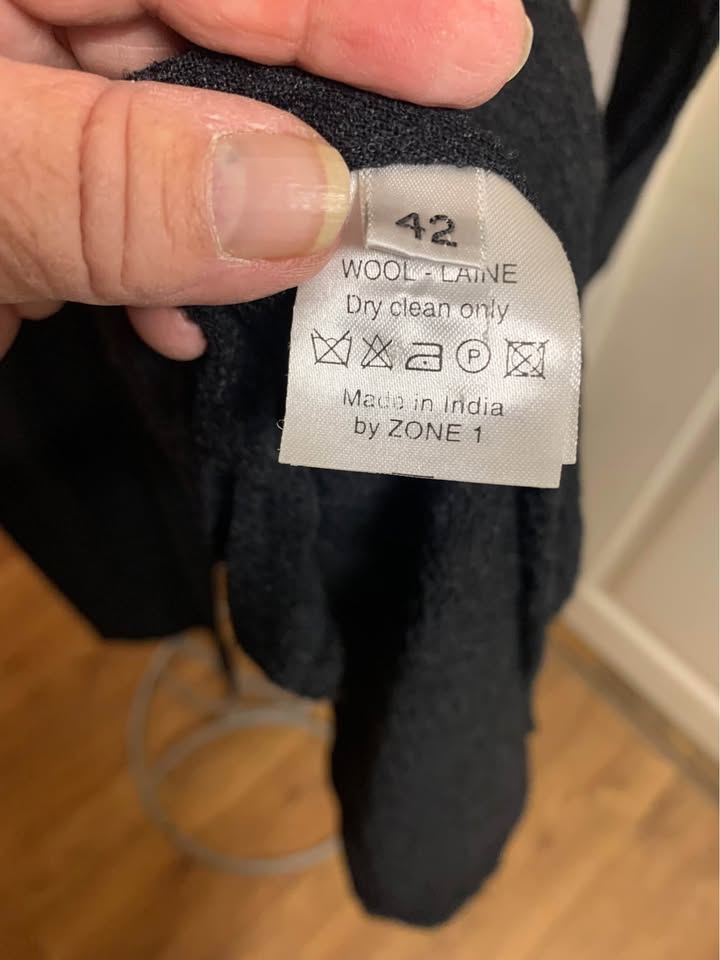 42
WOOL - LAINE
Dry clean only
P
Made in India
by ZONE 1